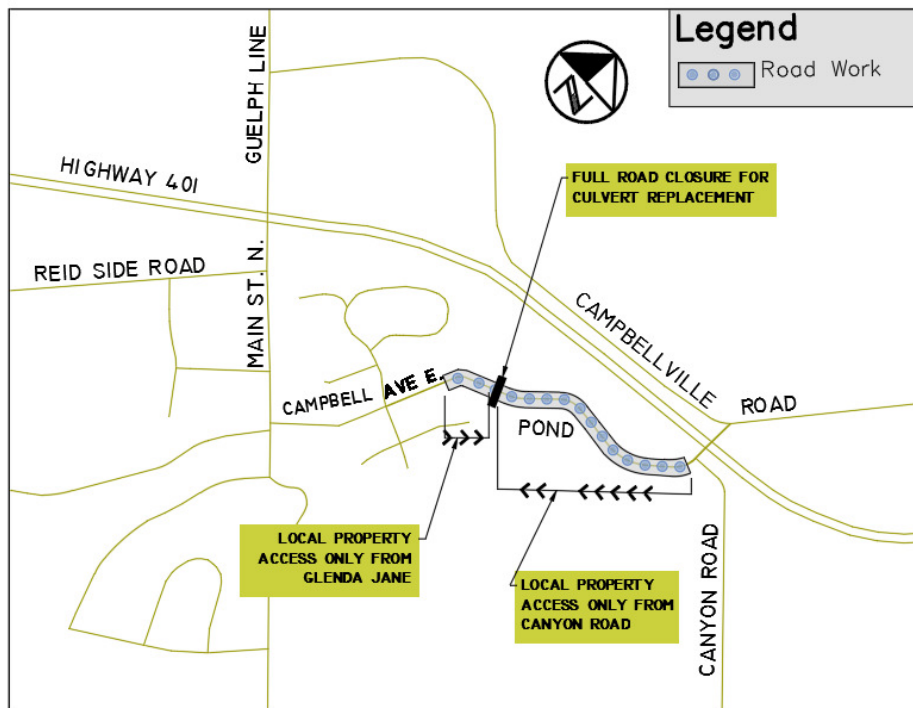 Legend
Road Work
GUELPH LINE
HIGHWAY 401
FULL ROAD CLOSURE FOR
CULVERT REPLACEMENT
REID SIDE ROAD
MAIN ST. N.
CAMPBELLVILLE
ROAD
CAMPBELL AVE E.
POND
LOCAL PROPERTY
ACCESS ONLY FROM
GLENDA JANE
LOCAL PROPERTY
ACCESS ONLY FROM
CANYON ROAD
CANYON ROAD